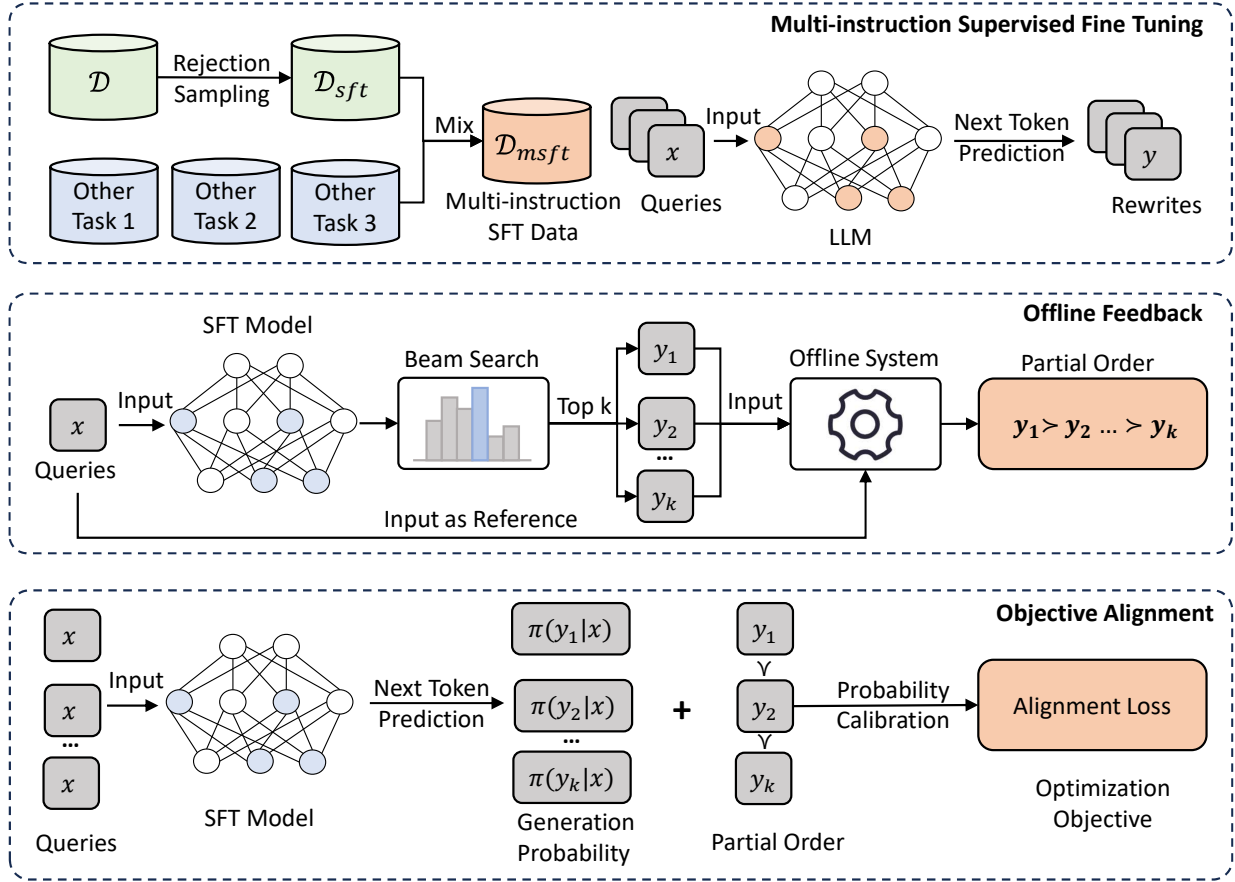 Multi-instruction Supervised Fine Tuning
𝒟
Rejection
Sampling
𝒟_sft
Other
Task 1
Other
Task 2
Other
Task 3
Mix
𝒟_msft
Multi-instruction
SFT Data
x
Queries
Input
LLM
Next Token
Prediction
y
Rewrites
Offline Feedback
x
Queries
Input
SFT Model
Beam Search
Top k
y_1
y_2
...
y_k
Input
Offline System
Partial Order
y_1 ≻ y_2 ... ≻ y_k
Input as Reference
Objective Alignment
x
x
...
x
Queries
Input
SFT Model
Next Token
Prediction
π(y_1|x)
π(y_2|x)
...
π(y_k|x)
Generation
Probability
+
y_1
≻
y_2
≻
y_k
Partial Order
Probability
Calibration
Alignment Loss
Optimization
Objective